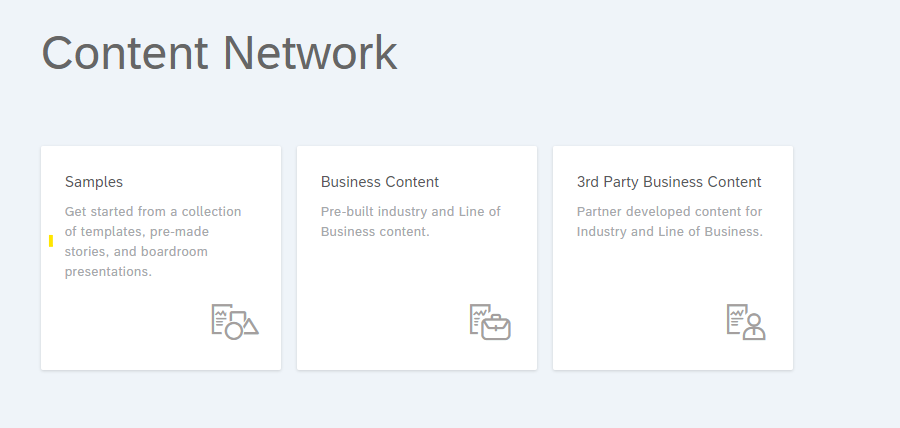 Content Network
Samples
Get started from a collection
of templates, pre-made
stories, and boardroom
presentations.
Business Content
Pre-built industry and Line of
Business content.
3rd Party Business Content
Partner developed content for
Industry and Line of Business.